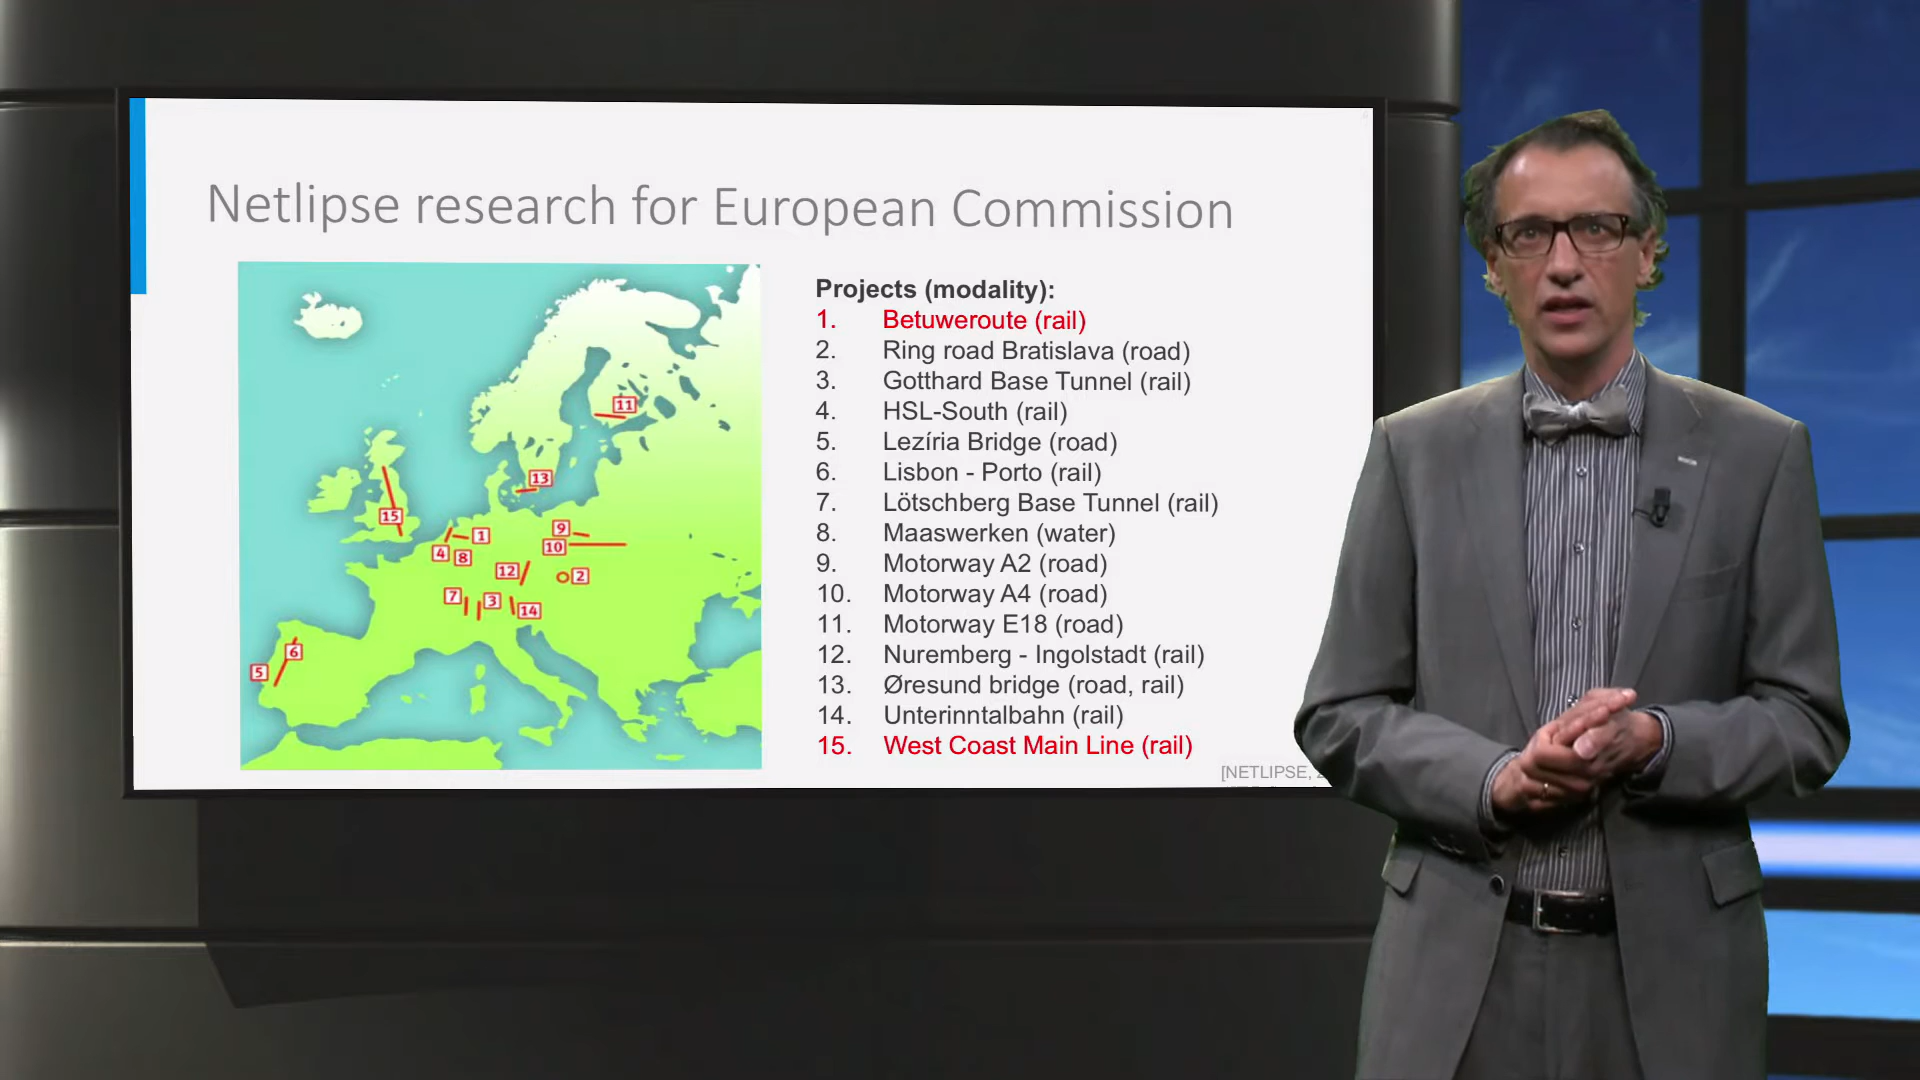 Netlipse research for European Commission
Projects (modality):
1. Betuweroute (rail)
2. Ring road Bratislava (road)
3. Gotthard Base Tunnel (rail)
4. HSL-South (rail)
5. Lezíria Bridge (road)
6. Lisbon - Porto (rail)
7. Lötschberg Base Tunnel (rail)
8. Maaswerken (water)
9. Motorway A2 (road)
10. Motorway A4 (road)
11. Motorway E18 (road)
12. Nuremberg - Ingolstadt (rail)
13. Øresund bridge (road, rail)
14. Unterinntalbahn (rail)
15. West Coast Main Line (rail)
[NETLIPSE,
11
13
15
9
1
10
4
8
12
2
7
3
14
6
5